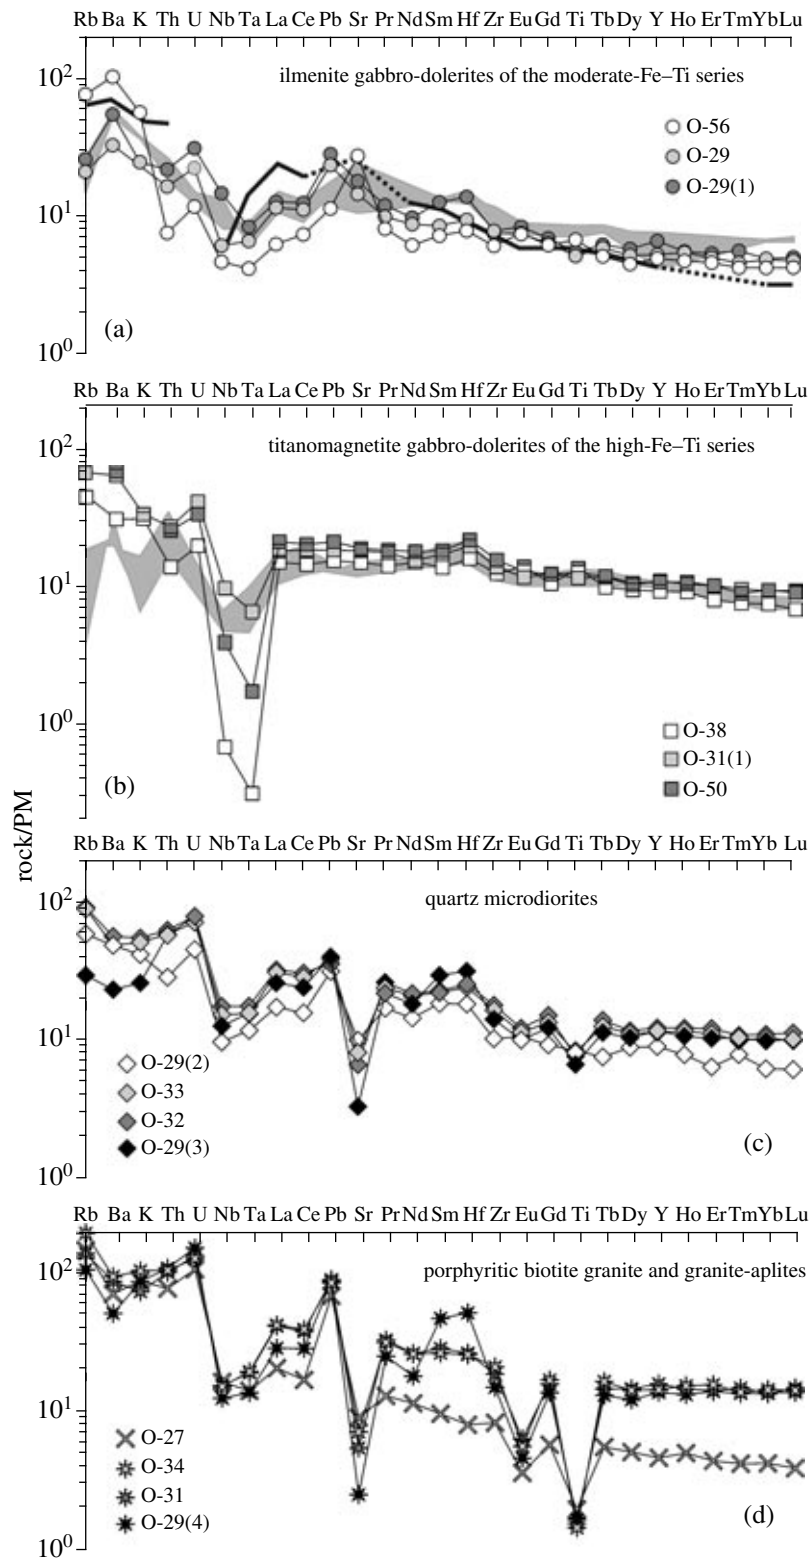 Rb Ba K Th U Nb Ta La Ce Pb Sr Pr Nd Sm Hf Zr Eu Gd Ti Tb Dy Y Ho Er Tm Yb Lu
10²
ilmenite gabbro-dolerites of the moderate-Fe–Ti series
O-56
O-29
O-29(1)
10¹
(a)
10⁰
Rb Ba K Th U Nb Ta La Ce Pb Sr Pr Nd Sm Hf Zr Eu Gd Ti Tb Dy Y Ho Er Tm Yb Lu
10²
titanomagnetite gabbro-dolerites of the high-Fe–Ti series
10¹
10⁰
O-38
O-31(1)
O-50
(b)
rock/PM
Rb Ba K Th U Nb Ta La Ce Pb Sr Pr Nd Sm Hf Zr Eu Gd Ti Tb Dy Y Ho Er Tm Yb Lu
10²
quartz microdiorites
10¹
O-29(2)
O-33
O-32
O-29(3)
(c)
10⁰
Rb Ba K Th U Nb Ta La Ce Pb Sr Pr Nd Sm Hf Zr Eu Gd Ti Tb Dy Y Ho Er Tm Yb Lu
10²
porphyritic biotite granite and granite-aplites
10¹
O-27
O-34
O-31
O-29(4)
(d)
10⁰